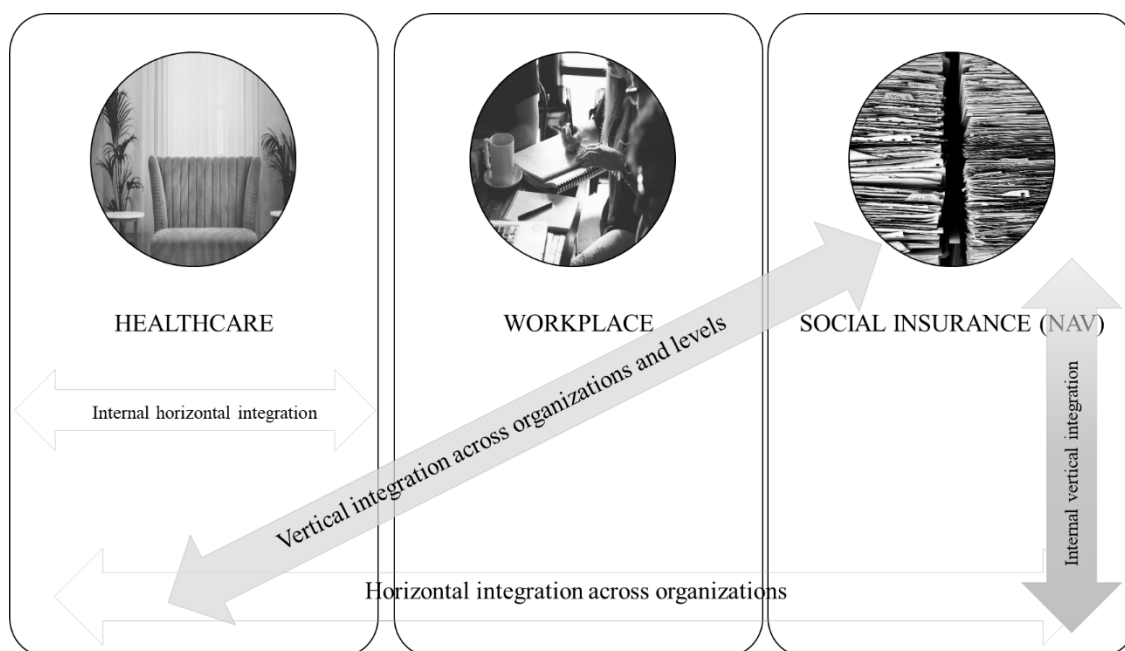 HEALTHCARE
WORKPLACE
SOCIAL INSURANCE (NAV)
Internal horizontal integration
Vertical integration across organizations and levels
Internal vertical integration
Horizontal integration across organizations